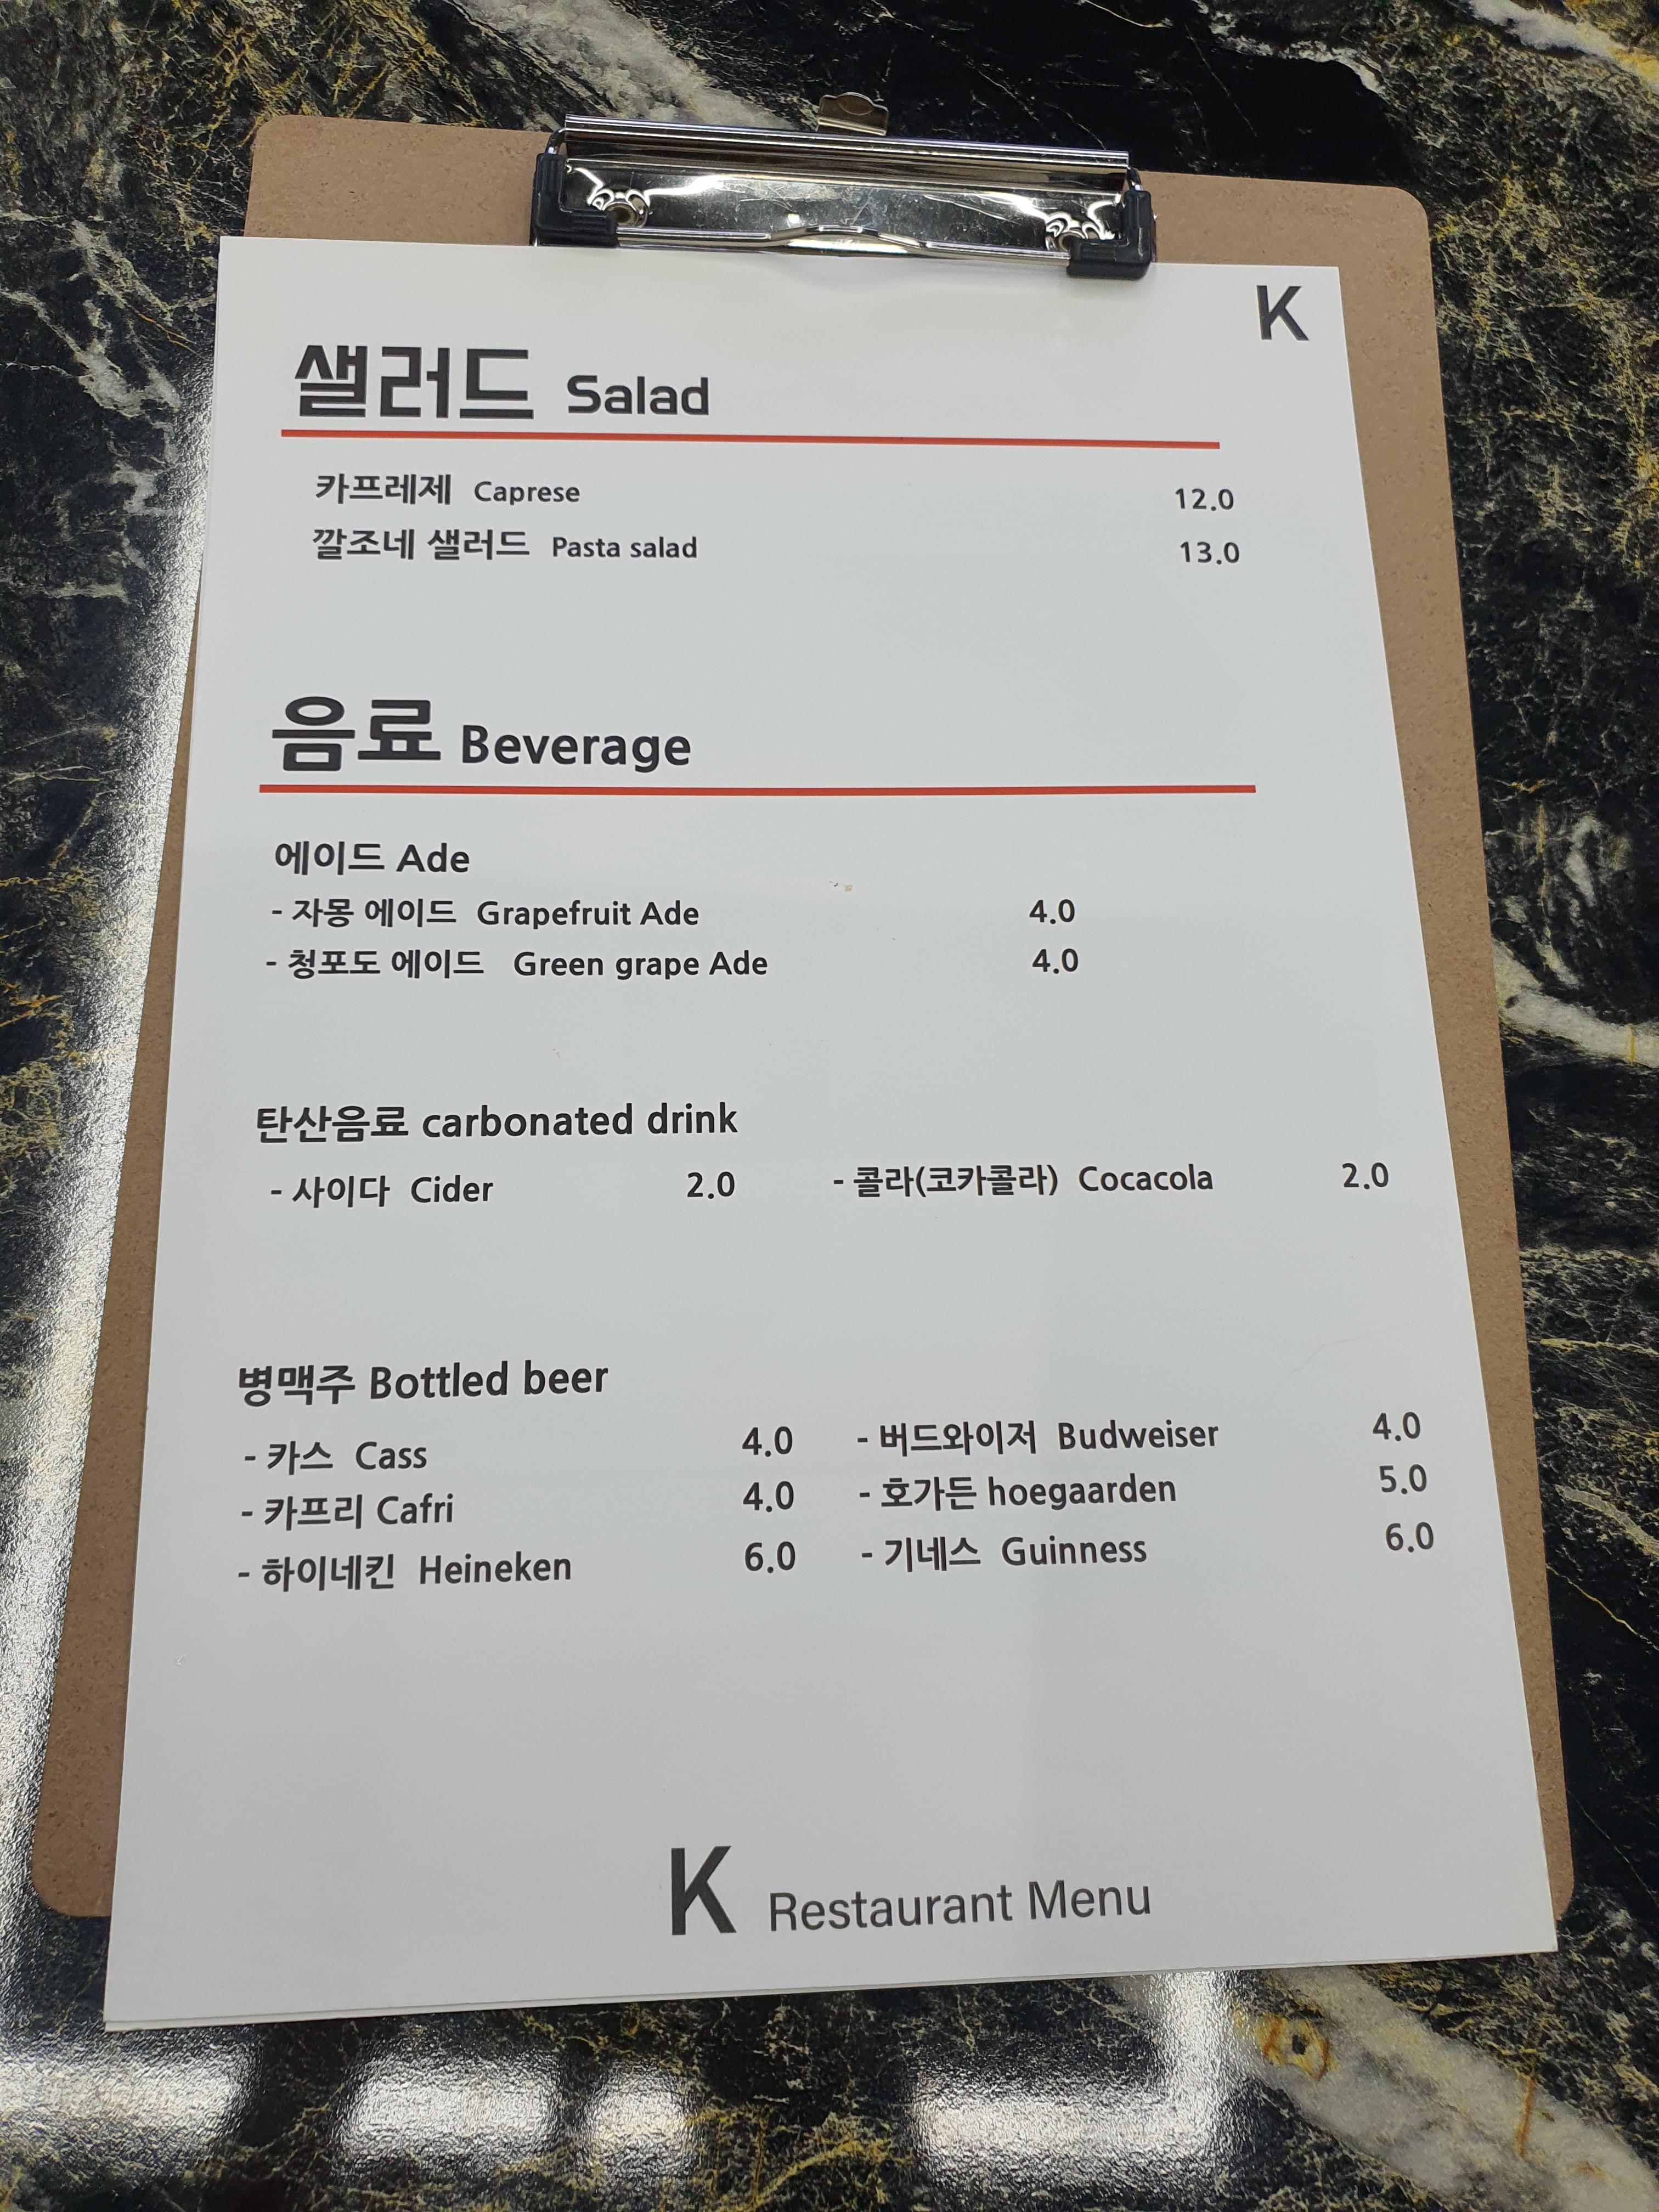 K
샐러드 Salad
카프레제 Caprese 12.0
깔조네 샐러드 Pasta salad 13.0
음료 Beverage
에이드 Ade
- 자몽 에이드 Grapefruit Ade 4.0
- 청포도 에이드 Green grape Ade 4.0
탄산음료 carbonated drink
- 사이다 Cider 2.0 - 콜라(코카콜라) Cocacola 2.0
병맥주 Bottled beer
- 카스 Cass 4.0 - 버드와이저 Budweiser 4.0
- 카프리 Cafri 4.0 - 호가든 hoegaarden 5.0
- 하이네킨 Heineken 6.0 - 기네스 Guinness 6.0
K Restaurant Menu